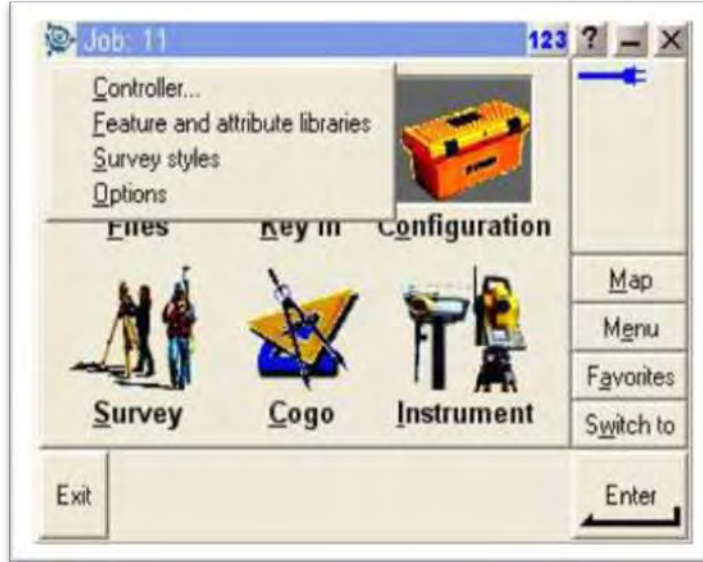 Job: 11 123 ?
Controller...
Feature and attribute libraries
Survey styles
Options
Files Key in Configuration
Map
Menu
Favorites
Survey Cogo Instrument
Switch to
Exit
Enter